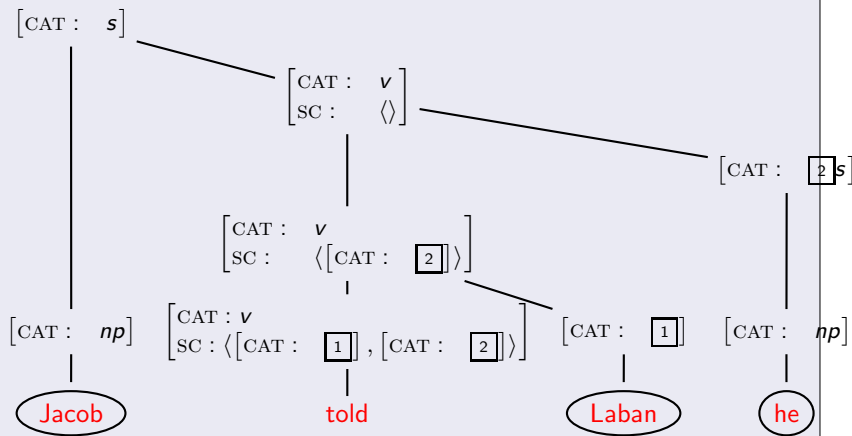 [CAT : s]
[CAT : v
SC : ⟨⟩]
[CAT : 2 s]
[CAT : v
SC : ⟨[CAT : 2]⟩]
[CAT : np]
[CAT : v
SC : ⟨[CAT : 1] , [CAT : 2]⟩]
[CAT : 1]
[CAT : np]
Jacob told Laban he